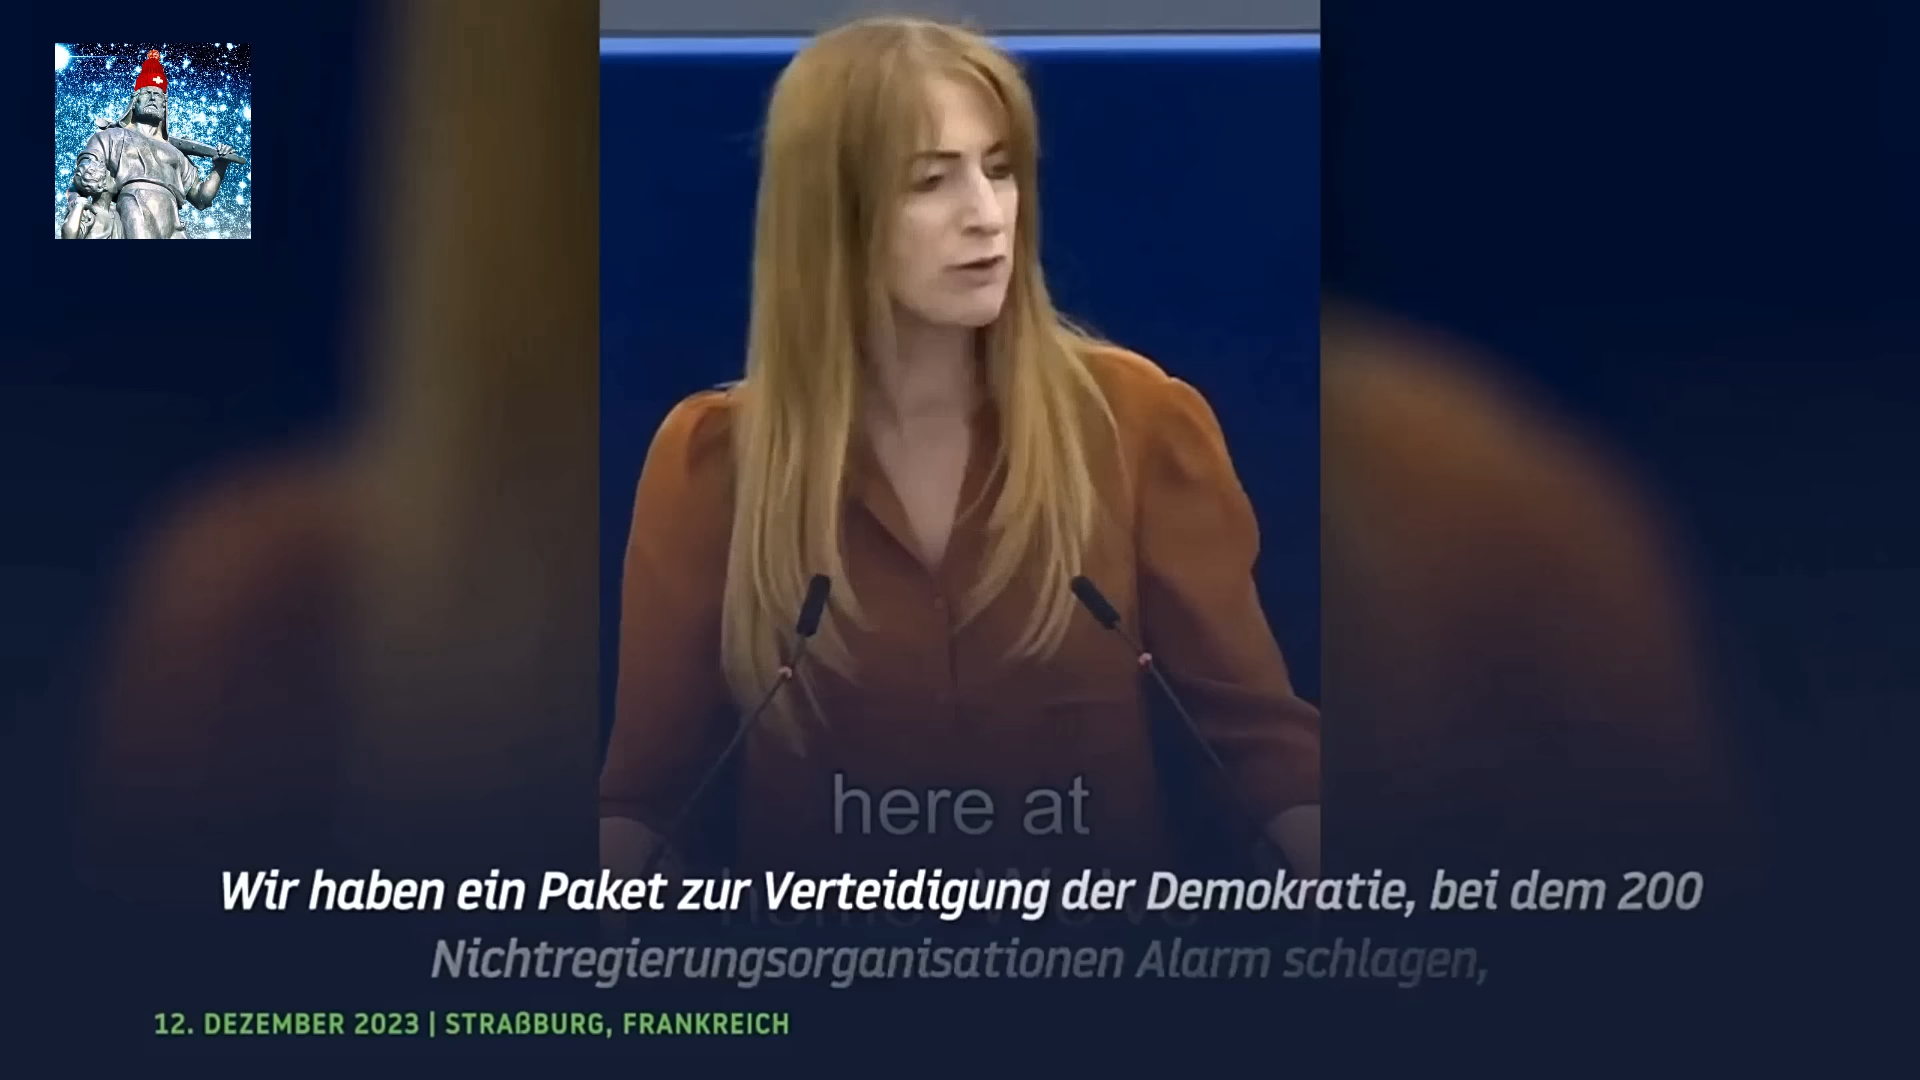 here at
Wir haben ein Paket zur Verteidigung der Demokratie, bei dem 200
Nichtregierungsorganisationen Alarm schlagen,
12. DEZEMBER 2023 | STRAßBURG, FRANKREICH